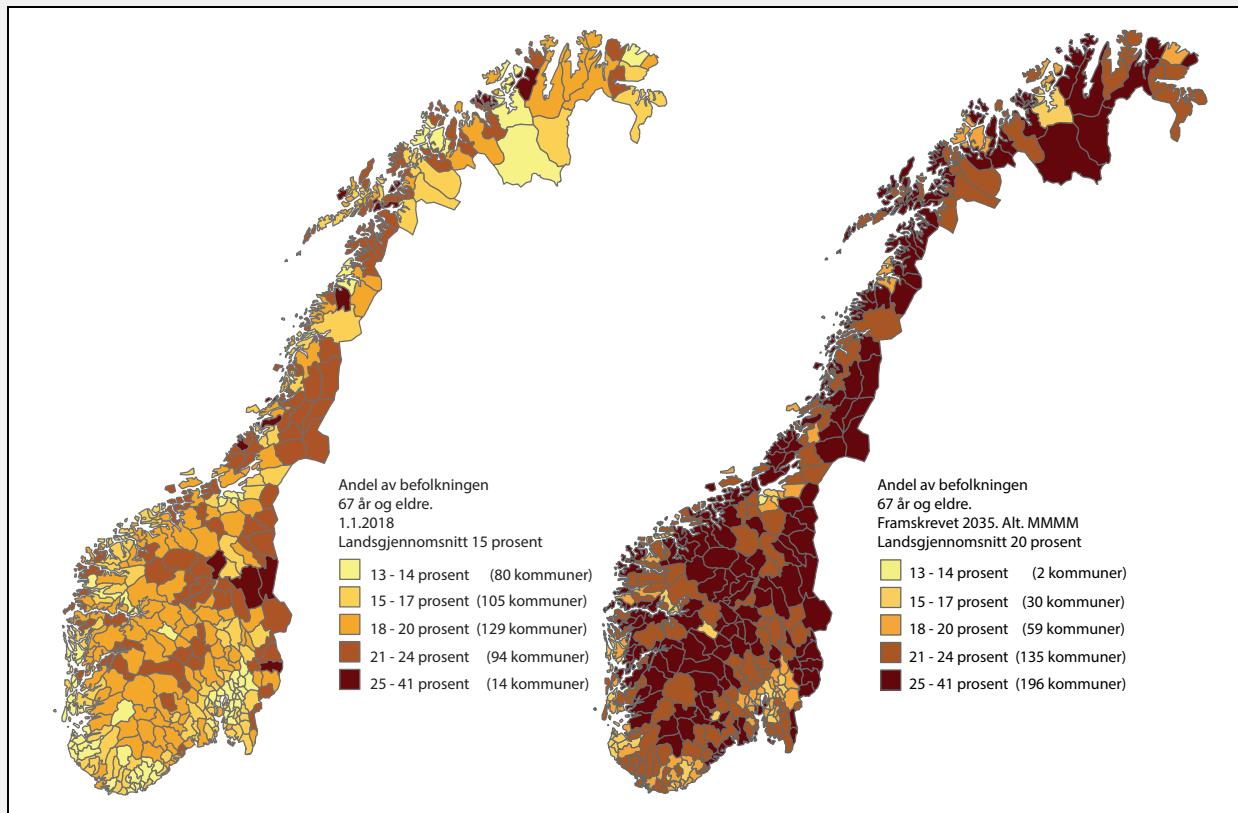 Andel av befolkningen
67 år og eldre.
1.1.2018
Landsgjennomsnitt 15 prosent
13 - 14 prosent (80 kommuner)
15 - 17 prosent (105 kommuner)
18 - 20 prosent (129 kommuner)
21 - 24 prosent (94 kommuner)
25 - 41 prosent (14 kommuner)
Andel av befolkningen
67 år og eldre.
Framskrevet 2035. Alt. MMMM
Landsgjennomsnitt 20 prosent
13 - 14 prosent (2 kommuner)
15 - 17 prosent (30 kommuner)
18 - 20 prosent (59 kommuner)
21 - 24 prosent (135 kommuner)
25 - 41 prosent (196 kommuner)